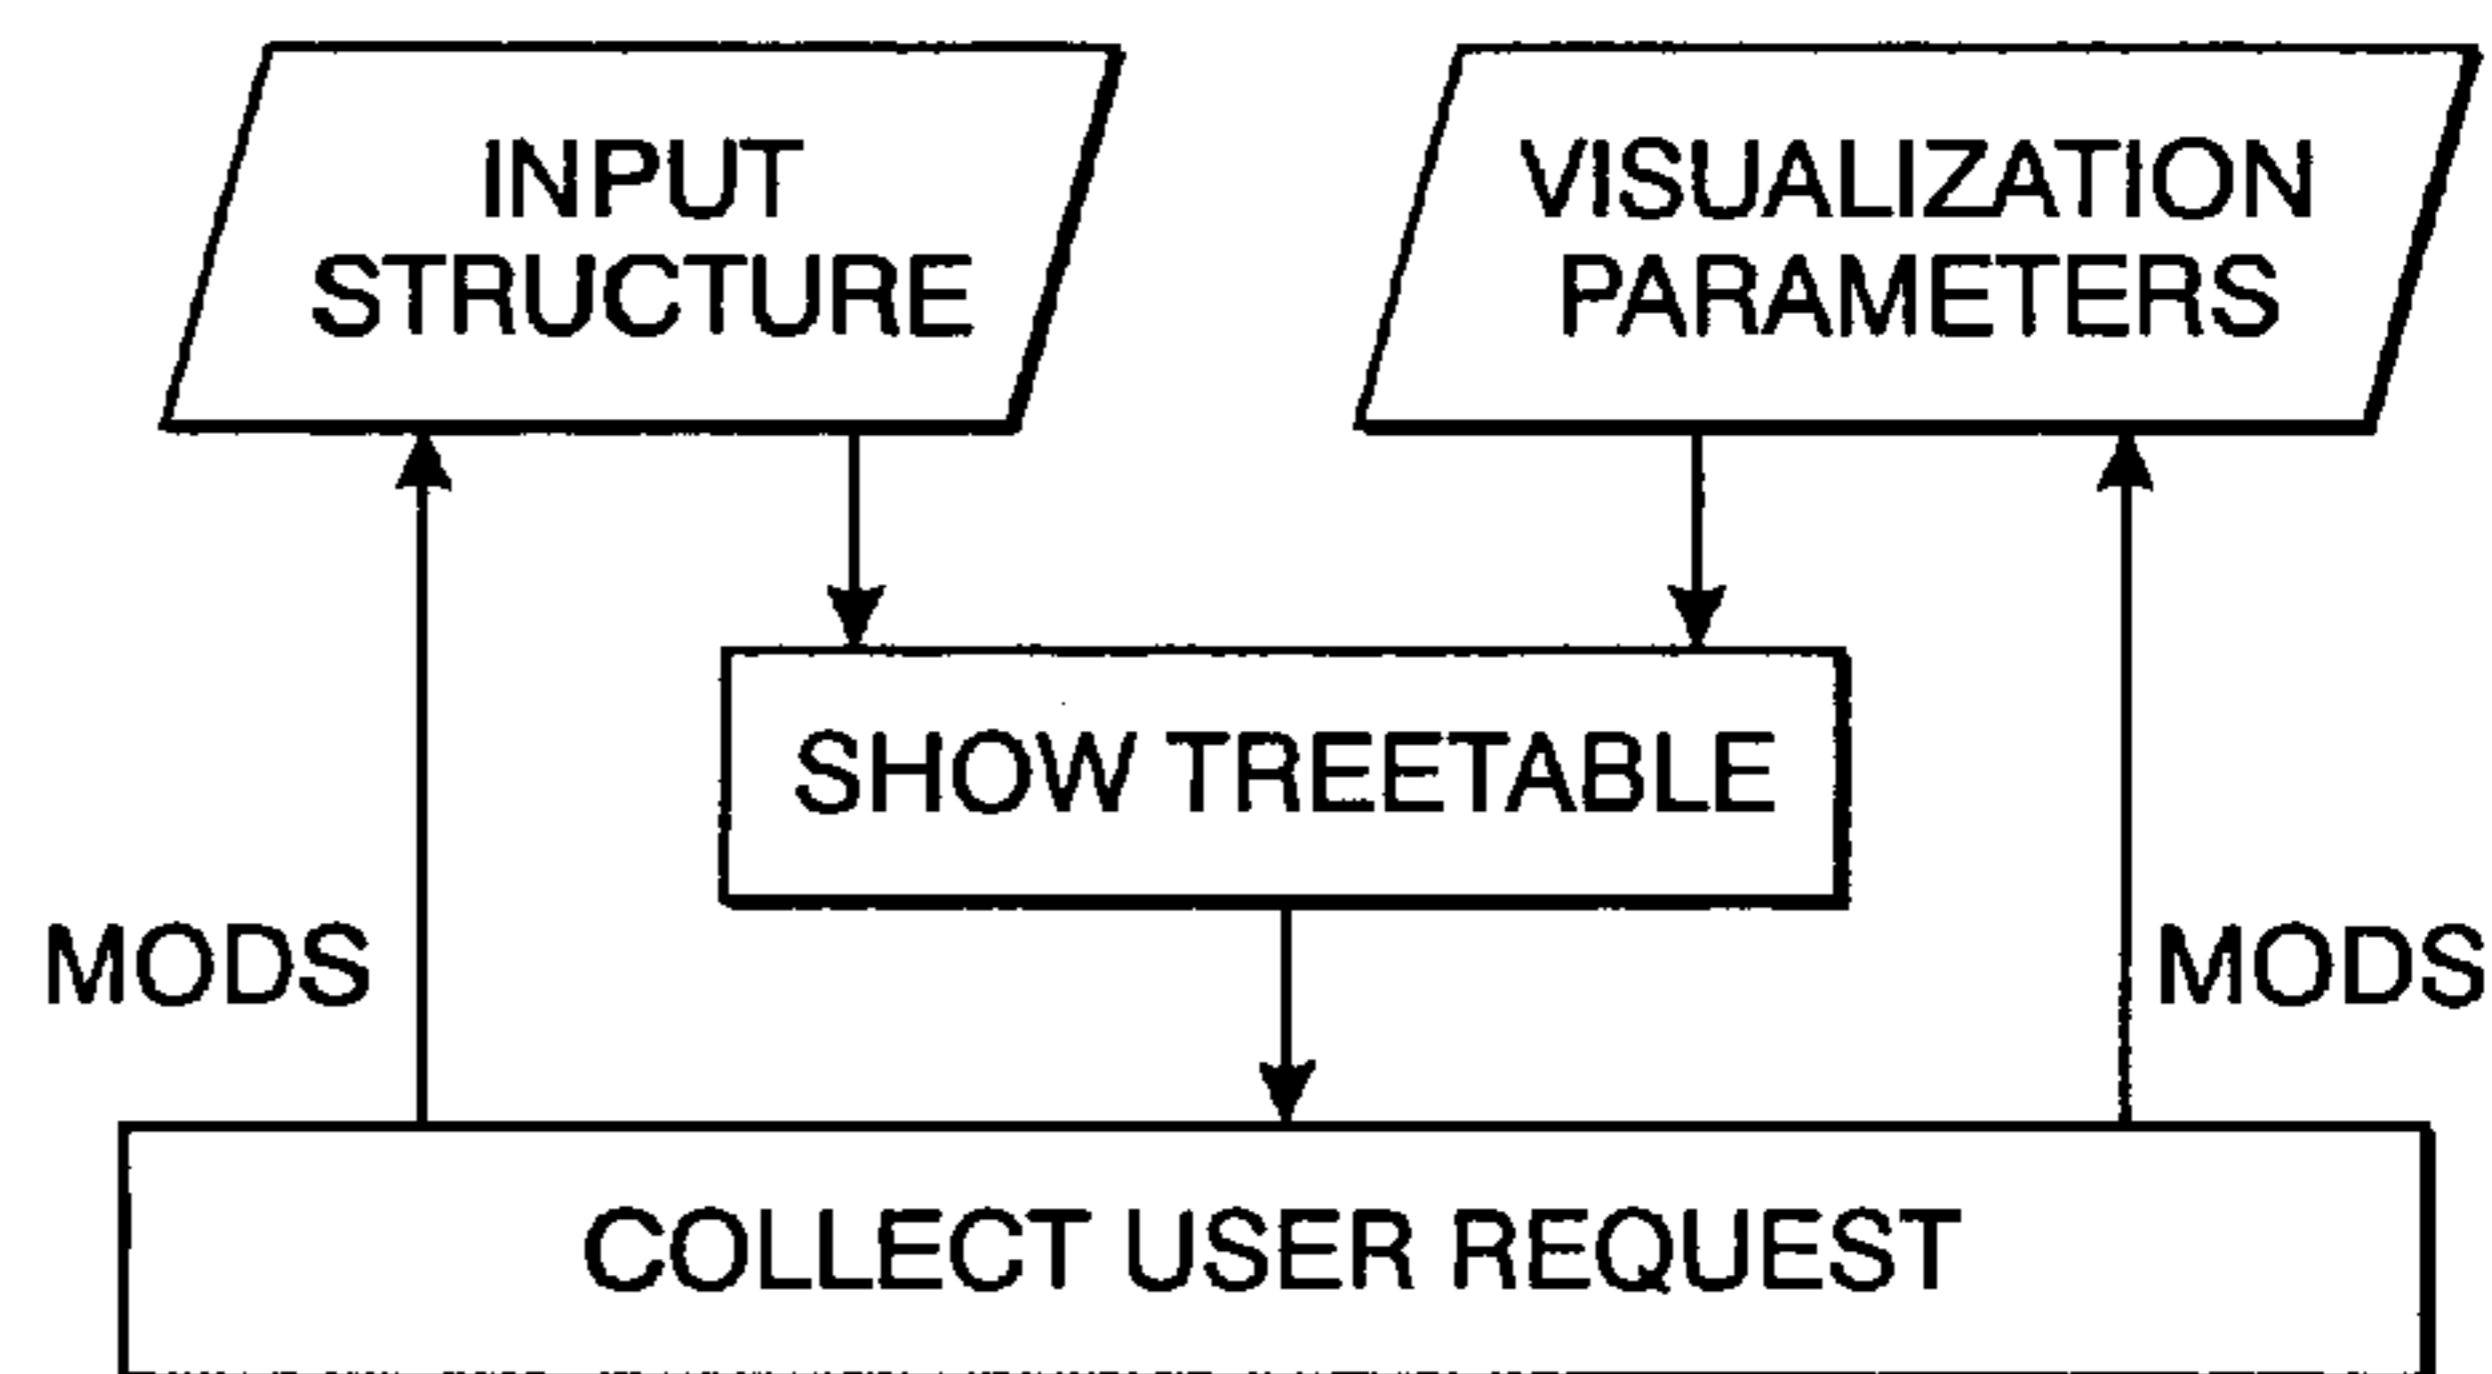 INPUT
STRUCTURE
VISUALIZATION
PARAMETERS
SHOW TREETABLE
MODS
MODS
COLLECT USER REQUEST